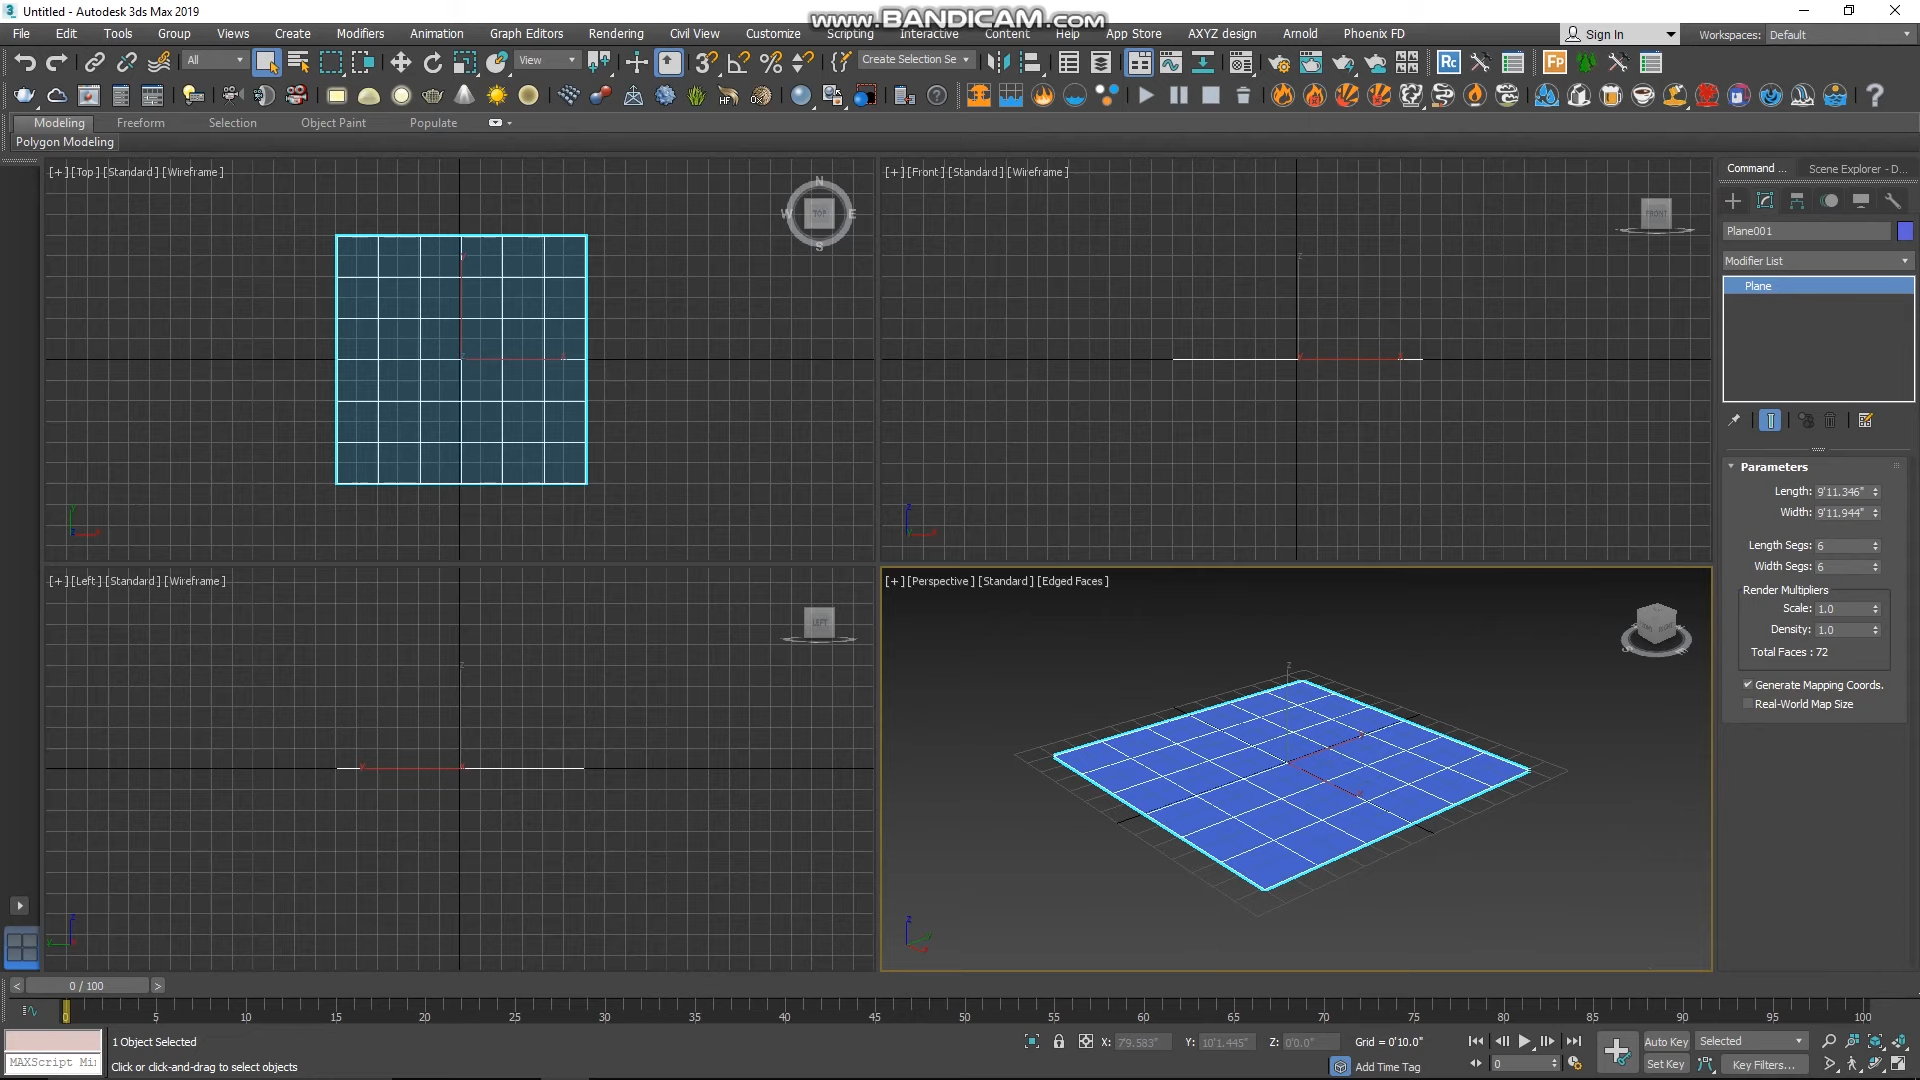 Untitled - Autodesk 3ds Max 2019
www.BANDICAM.com
File Edit Tools Group Views Create Modifiers Animation Graph Editors Rendering Civil View Customize Scripting Interactive Content Help App Store AXYZ design Arnold Phoenix FD
Sign In
Workspaces: Default
All
View
Create Selection Se
Modeling Freeform Selection Object Paint Populate
Polygon Modeling
[+] [Top] [Standard] [Wireframe]
N
W TOP E
S
[+] [Front] [Standard] [Wireframe]
FRONT
Command ...
Scene Explorer - D...
Plane001
Modifier List
Plane
Parameters
Length: 9'11.346"
Width: 9'11.944"
Length Segs: 6
Width Segs: 6
Render Multipliers
Scale: 1.0
Density: 1.0
Total Faces : 72
Generate Mapping Coords.
Real-World Map Size
[+] [Left] [Standard] [Wireframe]
LEFT
[+] [Perspective] [Standard] [Edged Faces]
< 0 / 100 >
0 5 10 15 20 25 30 35 40 45 50 55 60 65 70 75 80 85 90 95 100
1 Object Selected
MAXScript Mi
Click or click-and-drag to select objects
X: 7'9.583" Y: 10'1.445" Z: 0'0.0" Grid = 0'10.0"
Add Time Tag
0
Auto Key Selected
Set Key Key Filters...